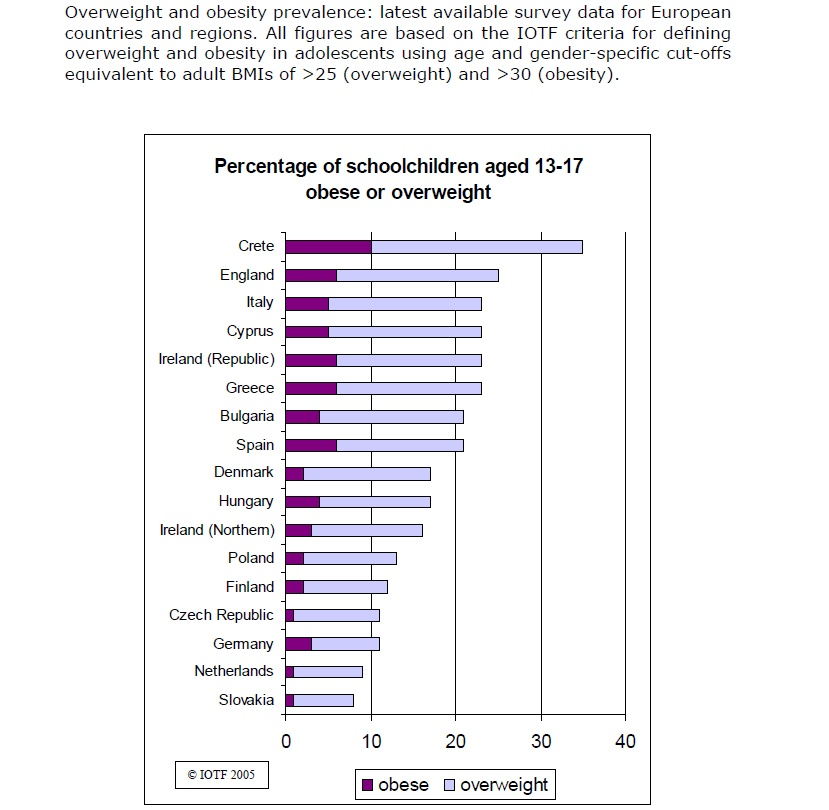 Overweight and obesity prevalence: latest available survey data for European
countries and regions. All figures are based on the IOTF criteria for defining
overweight and obesity in adolescents using age and gender-specific cut-offs
equivalent to adult BMIs of >25 (overweight) and >30 (obesity).
Percentage of schoolchildren aged 13-17
obese or overweight
Crete
England
Italy
Cyprus
Ireland (Republic)
Greece
Bulgaria
Spain
Denmark
Hungary
Ireland (Northern)
Poland
Finland
Czech Republic
Germany
Netherlands
Slovakia
0 10 20 30 40
© IOTF 2005
obese overweight